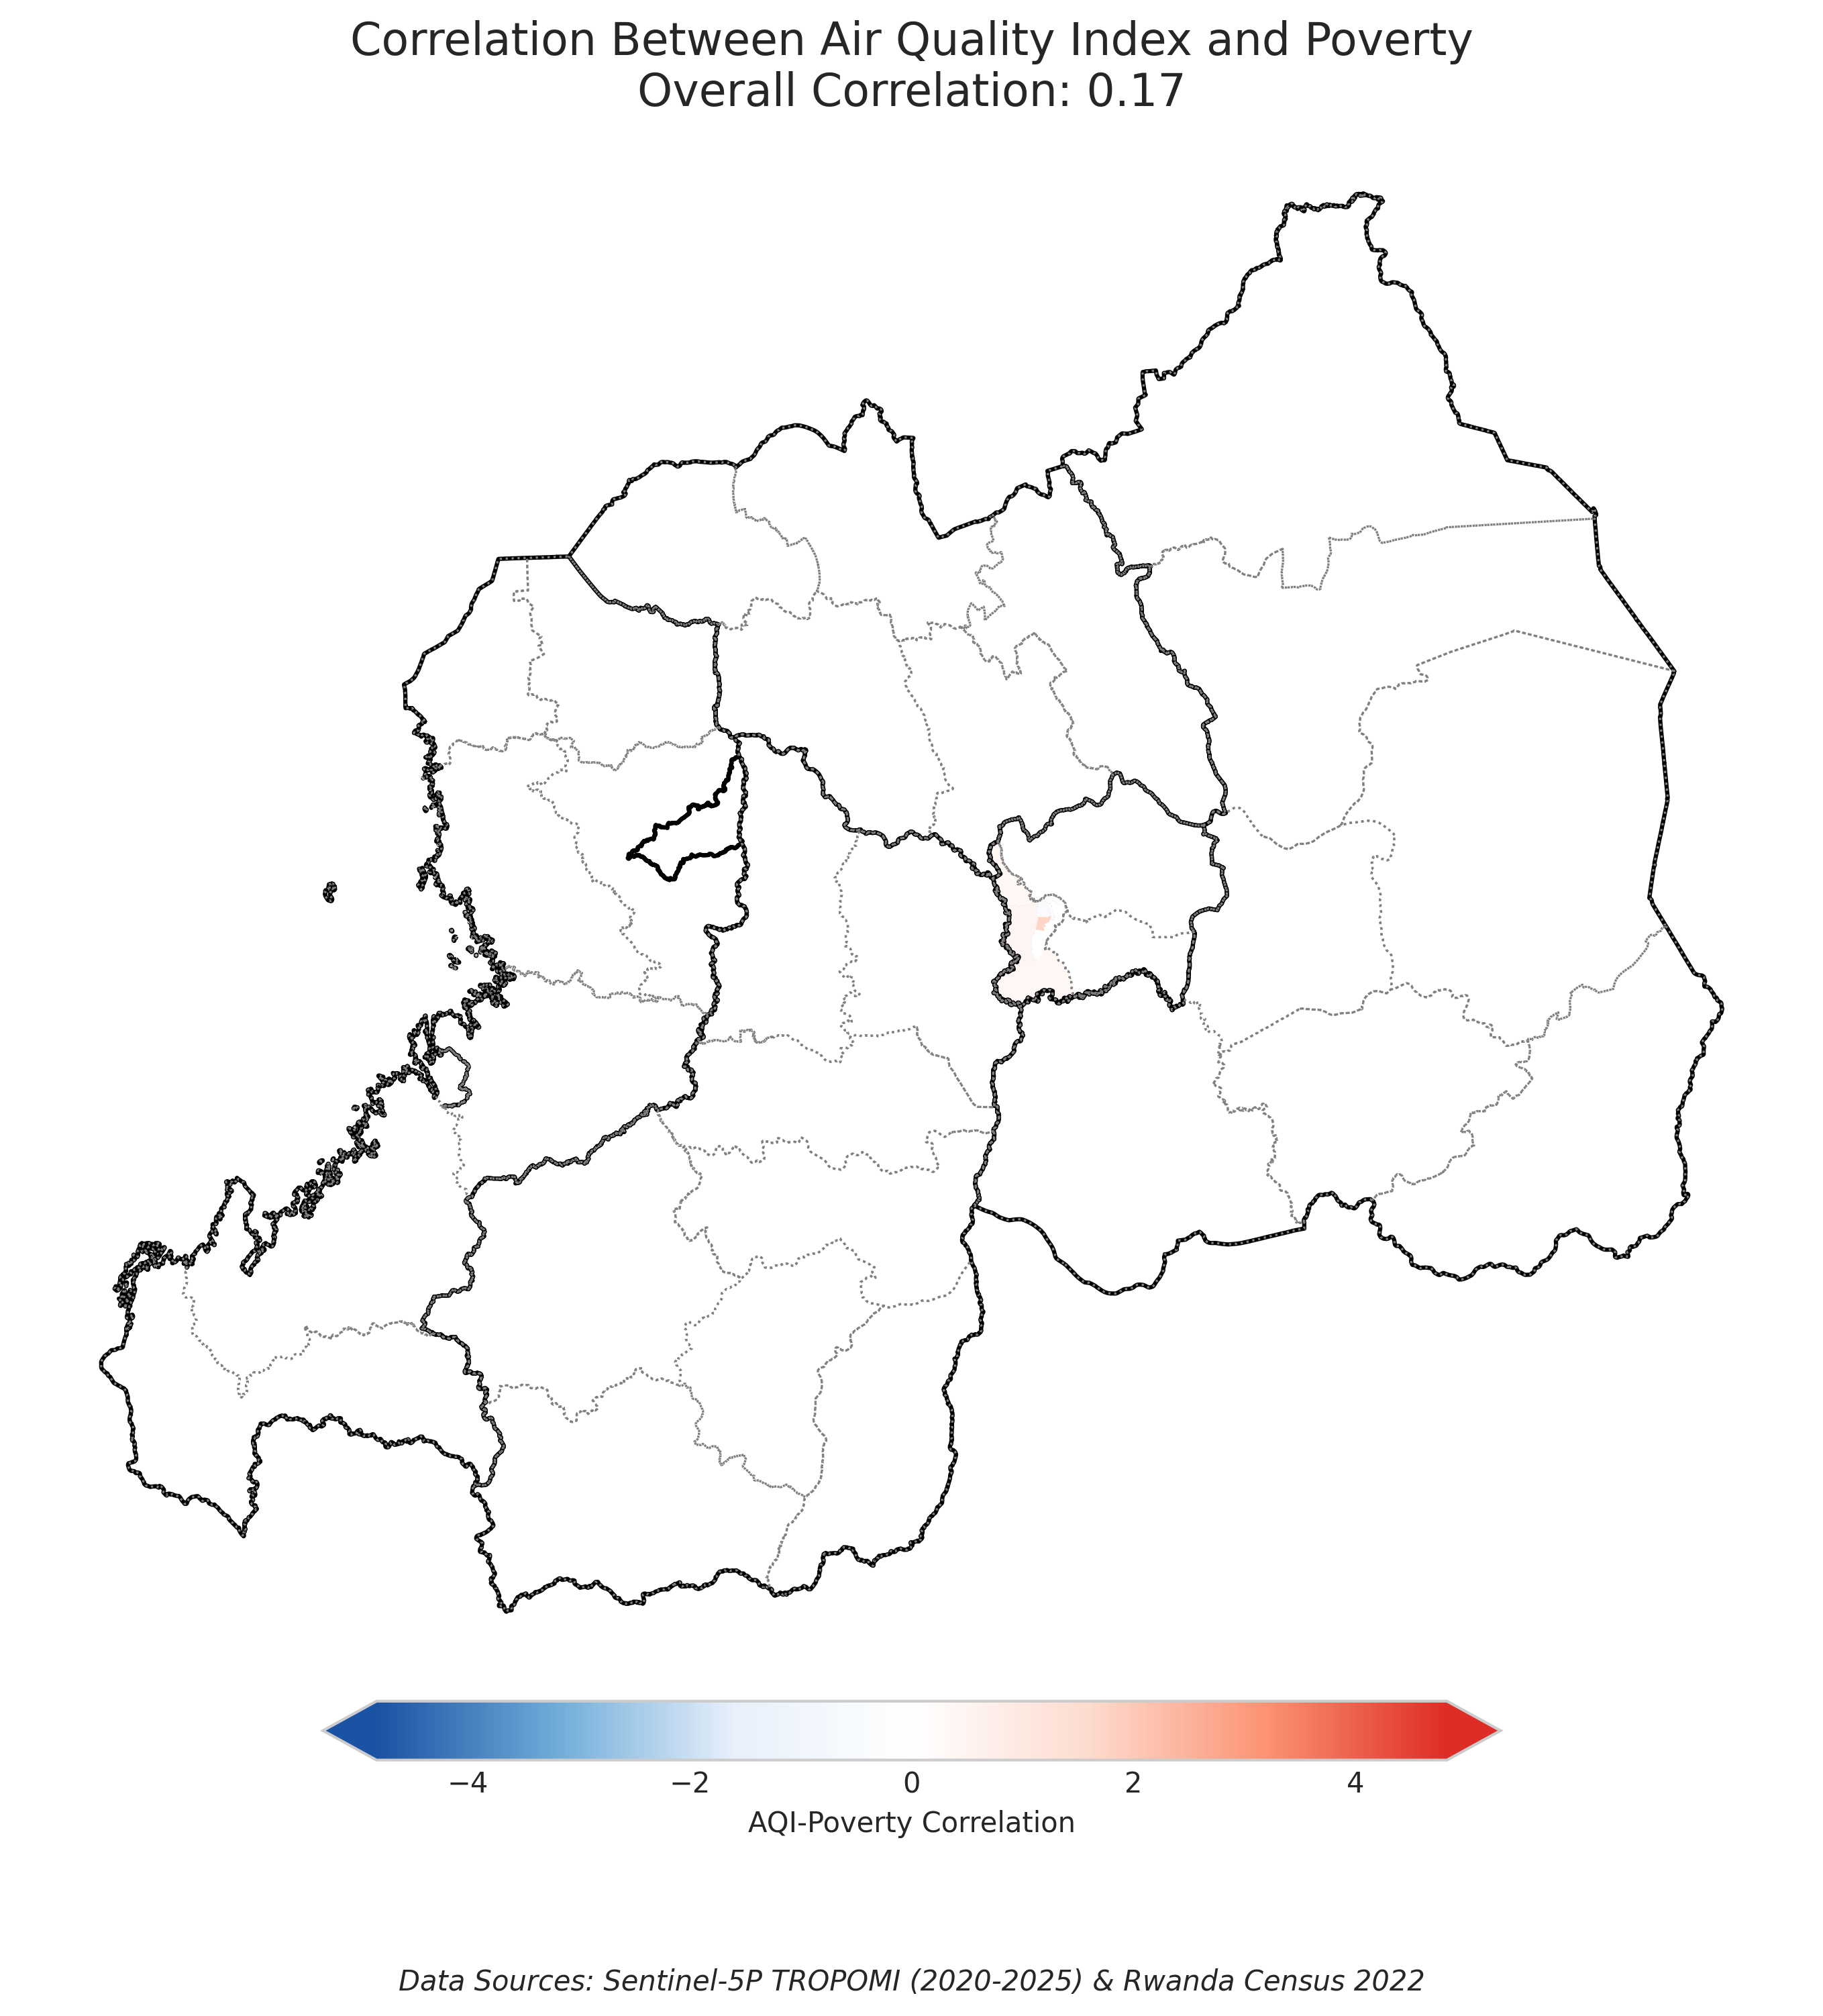 Correlation Between Air Quality Index and Poverty
Overall Correlation: 0.17
−4 −2 0 2 4
AQI-Poverty Correlation
Data Sources: Sentinel-5P TROPOMI (2020-2025) & Rwanda Census 2022